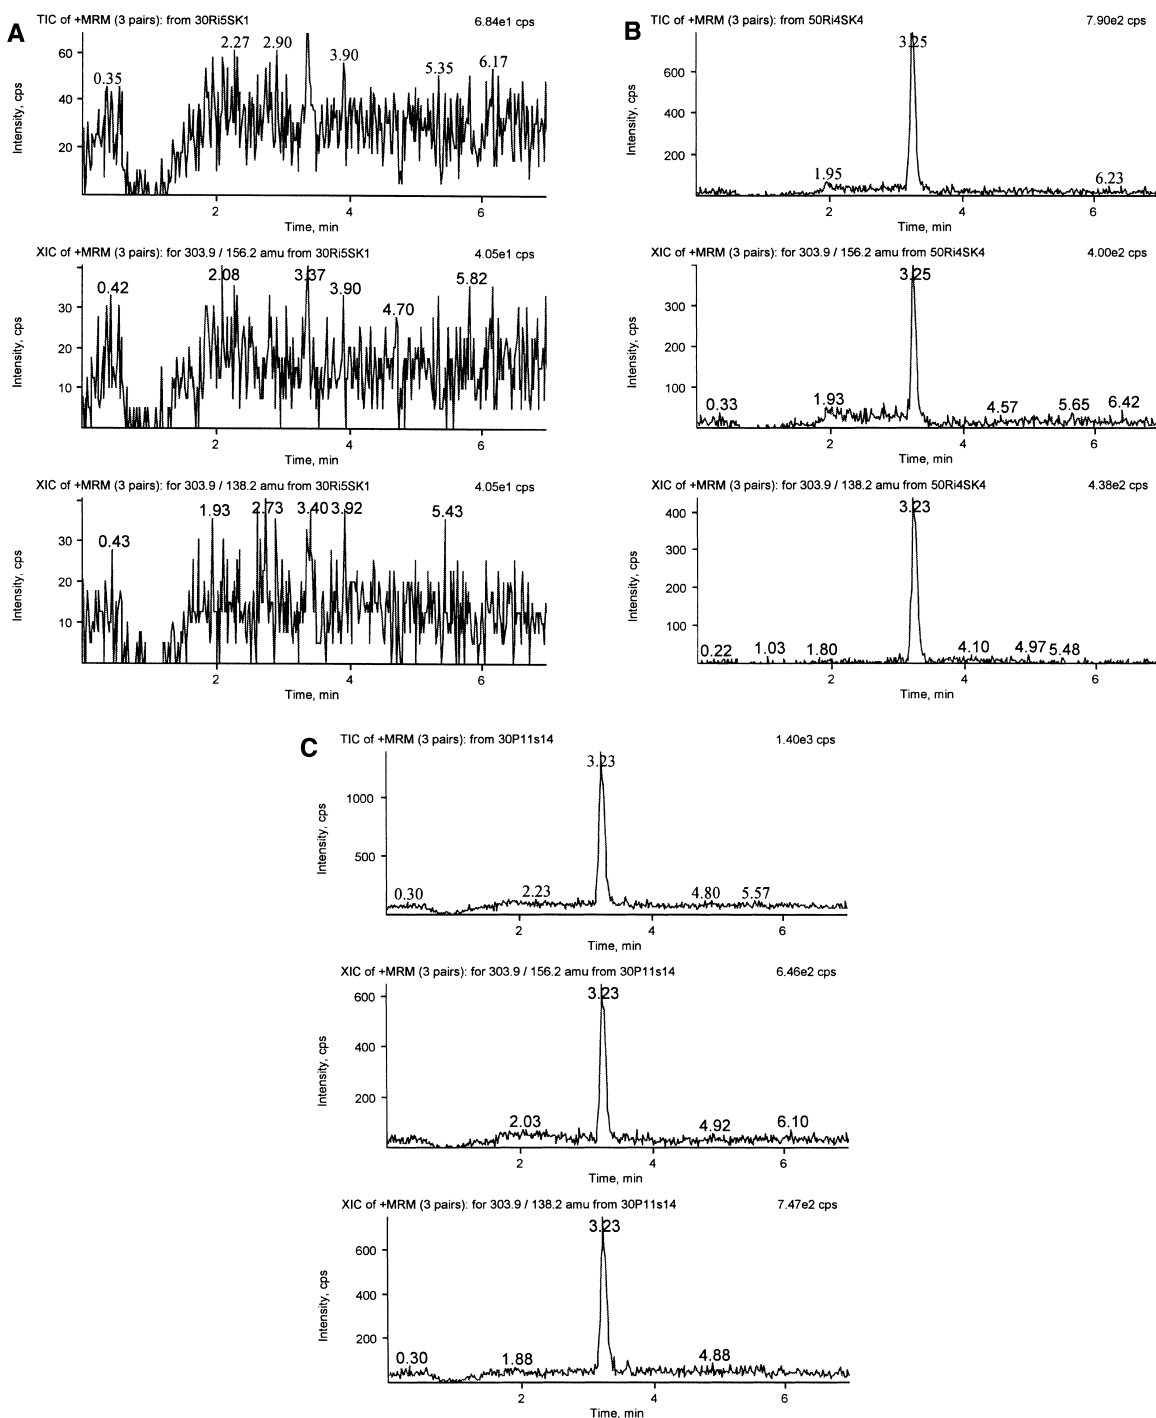 A
TIC of +MRM (3 pairs): from 30Ri5SK1 6.84e1 cps
Intensity, cps
60
40
20
0.35 2.27 2.90 3.90 5.35 6.17
2 4 6
Time, min
XIC of +MRM (3 pairs): for 303.9 / 156.2 amu from 30Ri5SK1 4.05e1 cps
Intensity, cps
30
20
10
0.42 2.08 3.37 3.90 4.70 5.82
2 4 6
Time, min
XIC of +MRM (3 pairs): for 303.9 / 138.2 amu from 30Ri5SK1 4.05e1 cps
Intensity, cps
30
20
10
0.43 1.93 2.73 3.40 3.92 5.43
2 4 6
Time, min
B
TIC of +MRM (3 pairs): from 50Ri4SK4 7.90e2 cps
Intensity, cps
600
400
200
1.95 3.25 6.23
2 4 6
Time, min
XIC of +MRM (3 pairs): for 303.9 / 156.2 amu from 50Ri4SK4 4.00e2 cps
Intensity, cps
300
200
100
0.33 1.93 3.25 4.57 5.65 6.42
2 4 6
Time, min
XIC of +MRM (3 pairs): for 303.9 / 138.2 amu from 50Ri4SK4 4.38e2 cps
Intensity, cps
400
300
200
100
0.22 1.03 1.80 3.23 4.10 4.97 5.48
2 4 6
Time, min
C
TIC of +MRM (3 pairs): from 30P11s14 1.40e3 cps
Intensity, cps
1000
500
0.30 2.23 3.23 4.80 5.57
2 4 6
Time, min
XIC of +MRM (3 pairs): for 303.9 / 156.2 amu from 30P11s14 6.46e2 cps
Intensity, cps
600
400
200
2.03 3.23 4.92 6.10
2 4 6
Time, min
XIC of +MRM (3 pairs): for 303.9 / 138.2 amu from 30P11s14 7.47e2 cps
Intensity, cps
600
400
200
0.30 1.88 3.23 4.88
2 4 6
Time, min